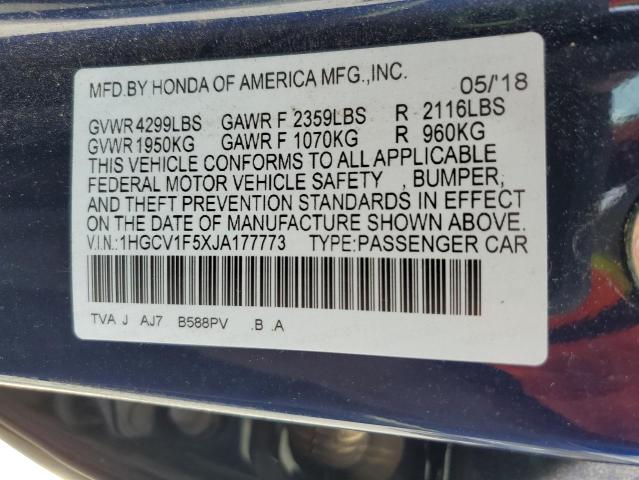 MFD.BY HONDA OF AMERICA MFG.,INC. 05/'18
GVWR 4299LBS GAWR F 2359LBS R 2116LBS
GVWR 1950KG GAWR F 1070KG R 960KG
THIS VEHICLE CONFORMS TO ALL APPLICABLE
FEDERAL MOTOR VEHICLE SAFETY , BUMPER,
AND THEFT PREVENTION STANDARDS IN EFFECT
ON THE DATE OF MANUFACTURE SHOWN ABOVE.
V.I.N.:1HGCV1F5XJA177773 TYPE:PASSENGER CAR
TVA J AJ7 B588PV .B .A